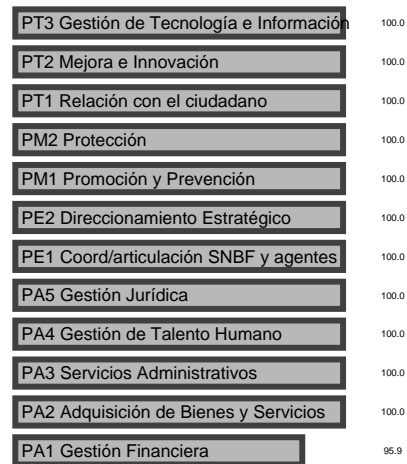 PT3 Gestión de Tecnología e Información 100.0
PT2 Mejora e Innovación 100.0
PT1 Relación con el ciudadano 100.0
PM2 Protección 100.0
PM1 Promoción y Prevención 100.0
PE2 Direccionamiento Estratégico 100.0
PE1 Coord/articulación SNBF y agentes 100.0
PA5 Gestión Jurídica 100.0
PA4 Gestión de Talento Humano 100.0
PA3 Servicios Administrativos 100.0
PA2 Adquisición de Bienes y Servicios 100.0
PA1 Gestión Financiera 95.9